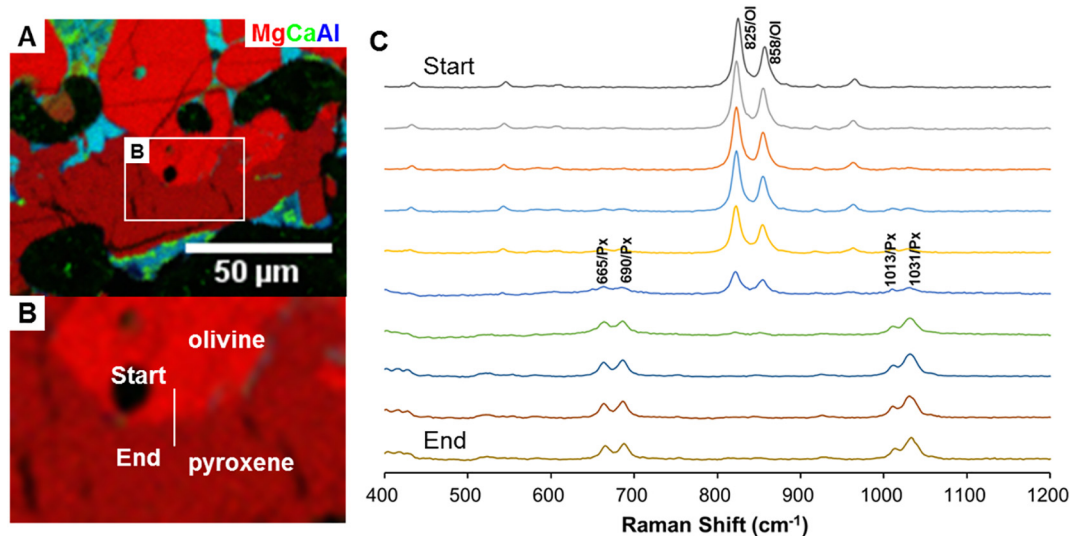 A
MgCaAl
B
50 µm
B
olivine
Start
End
pyroxene
C
Start
825/Ol
858/Ol
665/Px
690/Px
1013/Px
1031/Px
End
400 500 600 700 800 900 1000 1100 1200
Raman Shift (cm-1)